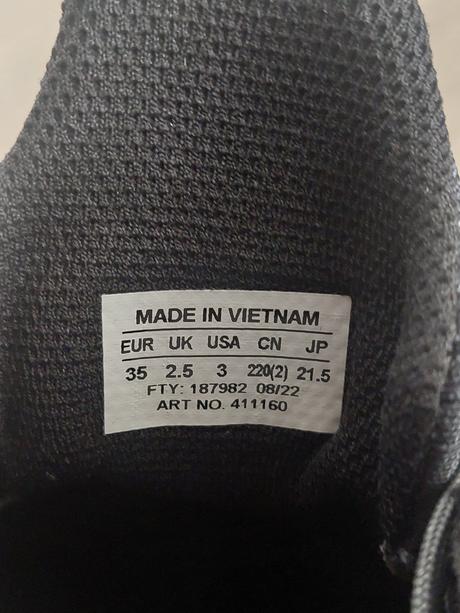 MADE IN VIETNAM
EUR UK USA CN JP
35 2.5 3 220(2) 21.5
FTY: 187982 08/22
ART NO. 411160